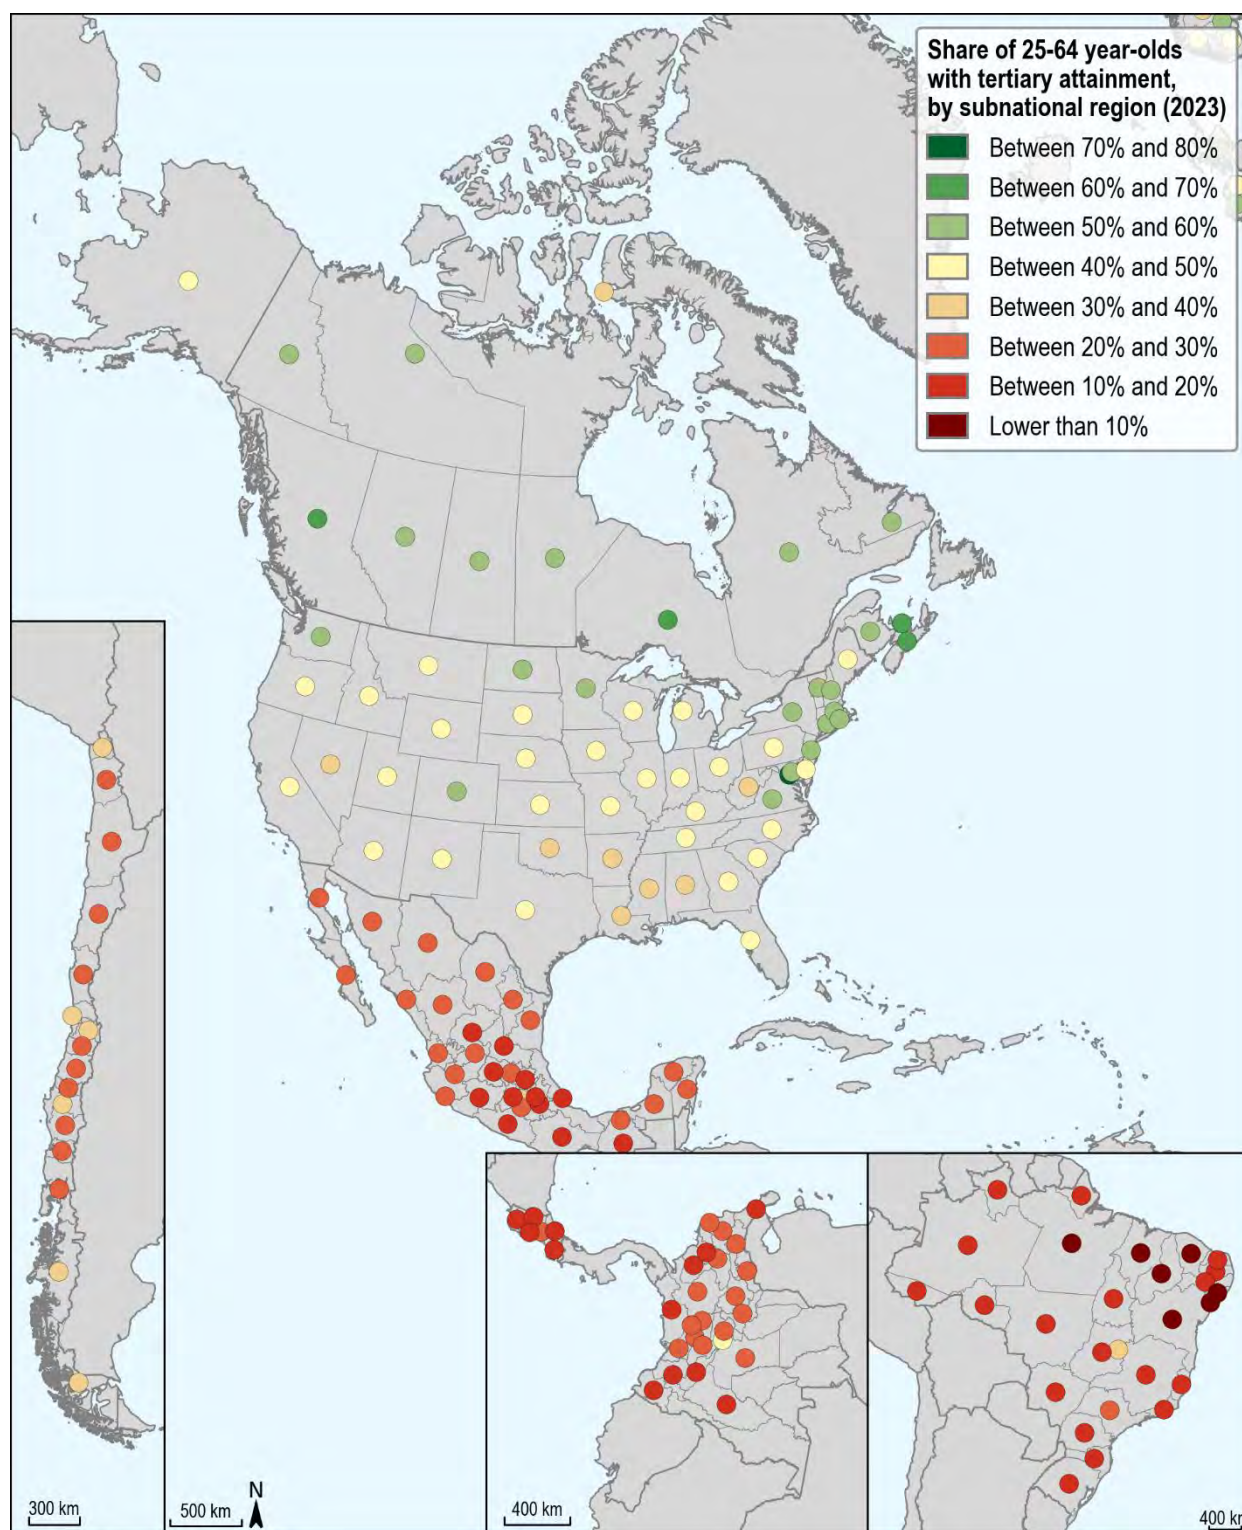 Share of 25-64 year-olds
with tertiary attainment,
by subnational region (2023)
Between 70% and 80%
Between 60% and 70%
Between 50% and 60%
Between 40% and 50%
Between 30% and 40%
Between 20% and 30%
Between 10% and 20%
Lower than 10%
300 km
500 km
N
400 km
400 km